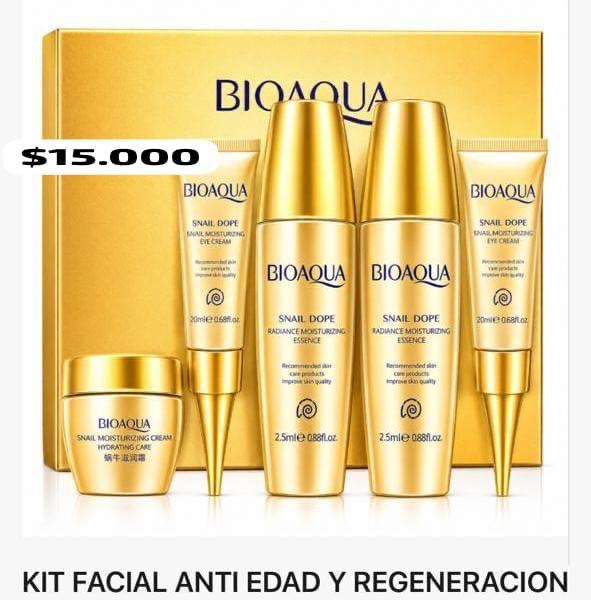 BIOAQUA
$15.000
BIOAQUA
SNAIL DOPE
SNAIL MOISTURIZING
EYE CREAM
Recommended skin
care products
Improve skin quality
20ml℮ 0.68fl.oz.
BIOAQUA
SNAIL DOPE
RADIANCE MOISTURIZING
ESSENCE
Recommended skin
care products
Improve skin quality
2.5ml℮ 0.88fl.oz.
BIOAQUA
SNAIL DOPE
RADIANCE MOISTURIZING
ESSENCE
Recommended skin
care products
Improve skin quality
2.5ml℮ 0.88fl.oz.
BIOAQUA
SNAIL DOPE
SNAIL MOISTURIZING
EYE CREAM
Recommended skin
care products
Improve skin quality
20ml℮ 0.68fl.oz.
BIOAQUA
SNAIL MOISTURIZING CREAM
HYDRATING CARE
蜗牛滋润霜
KIT FACIAL ANTI EDAD Y REGENERACION